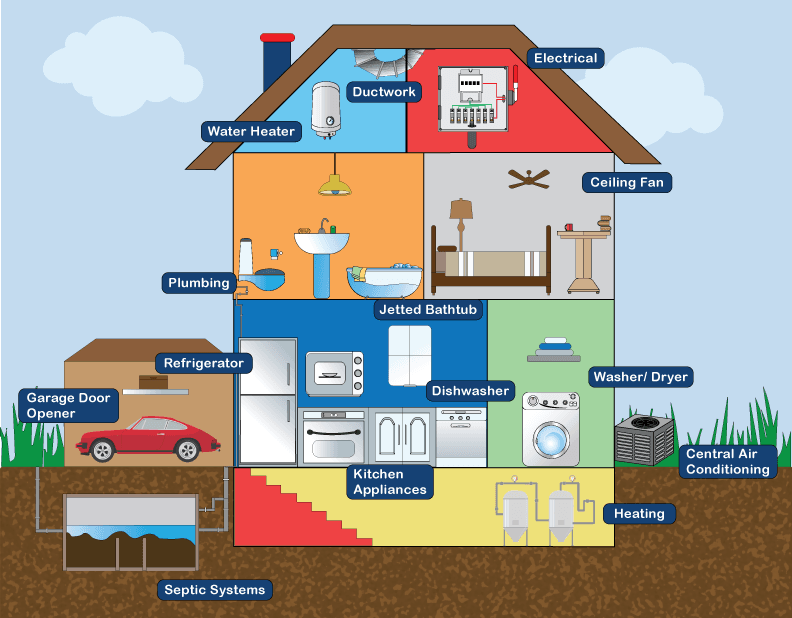 Electrical
Ductwork
Water Heater
Ceiling Fan
Plumbing
Jetted Bathtub
Refrigerator
Washer/ Dryer
Dishwasher
Garage Door
Opener
Central Air
Conditioning
Kitchen
Appliances
Heating
Septic Systems